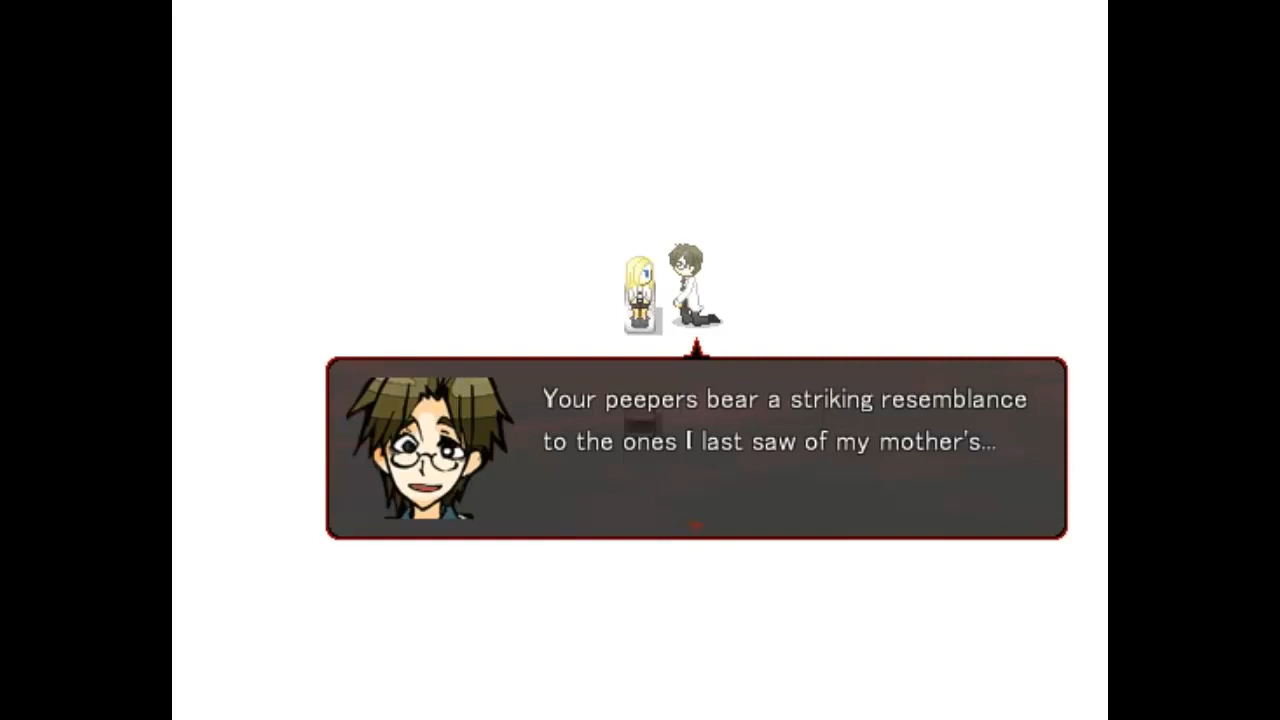 Your peepers bear a striking resemblance
to the ones I last saw of my mother's...